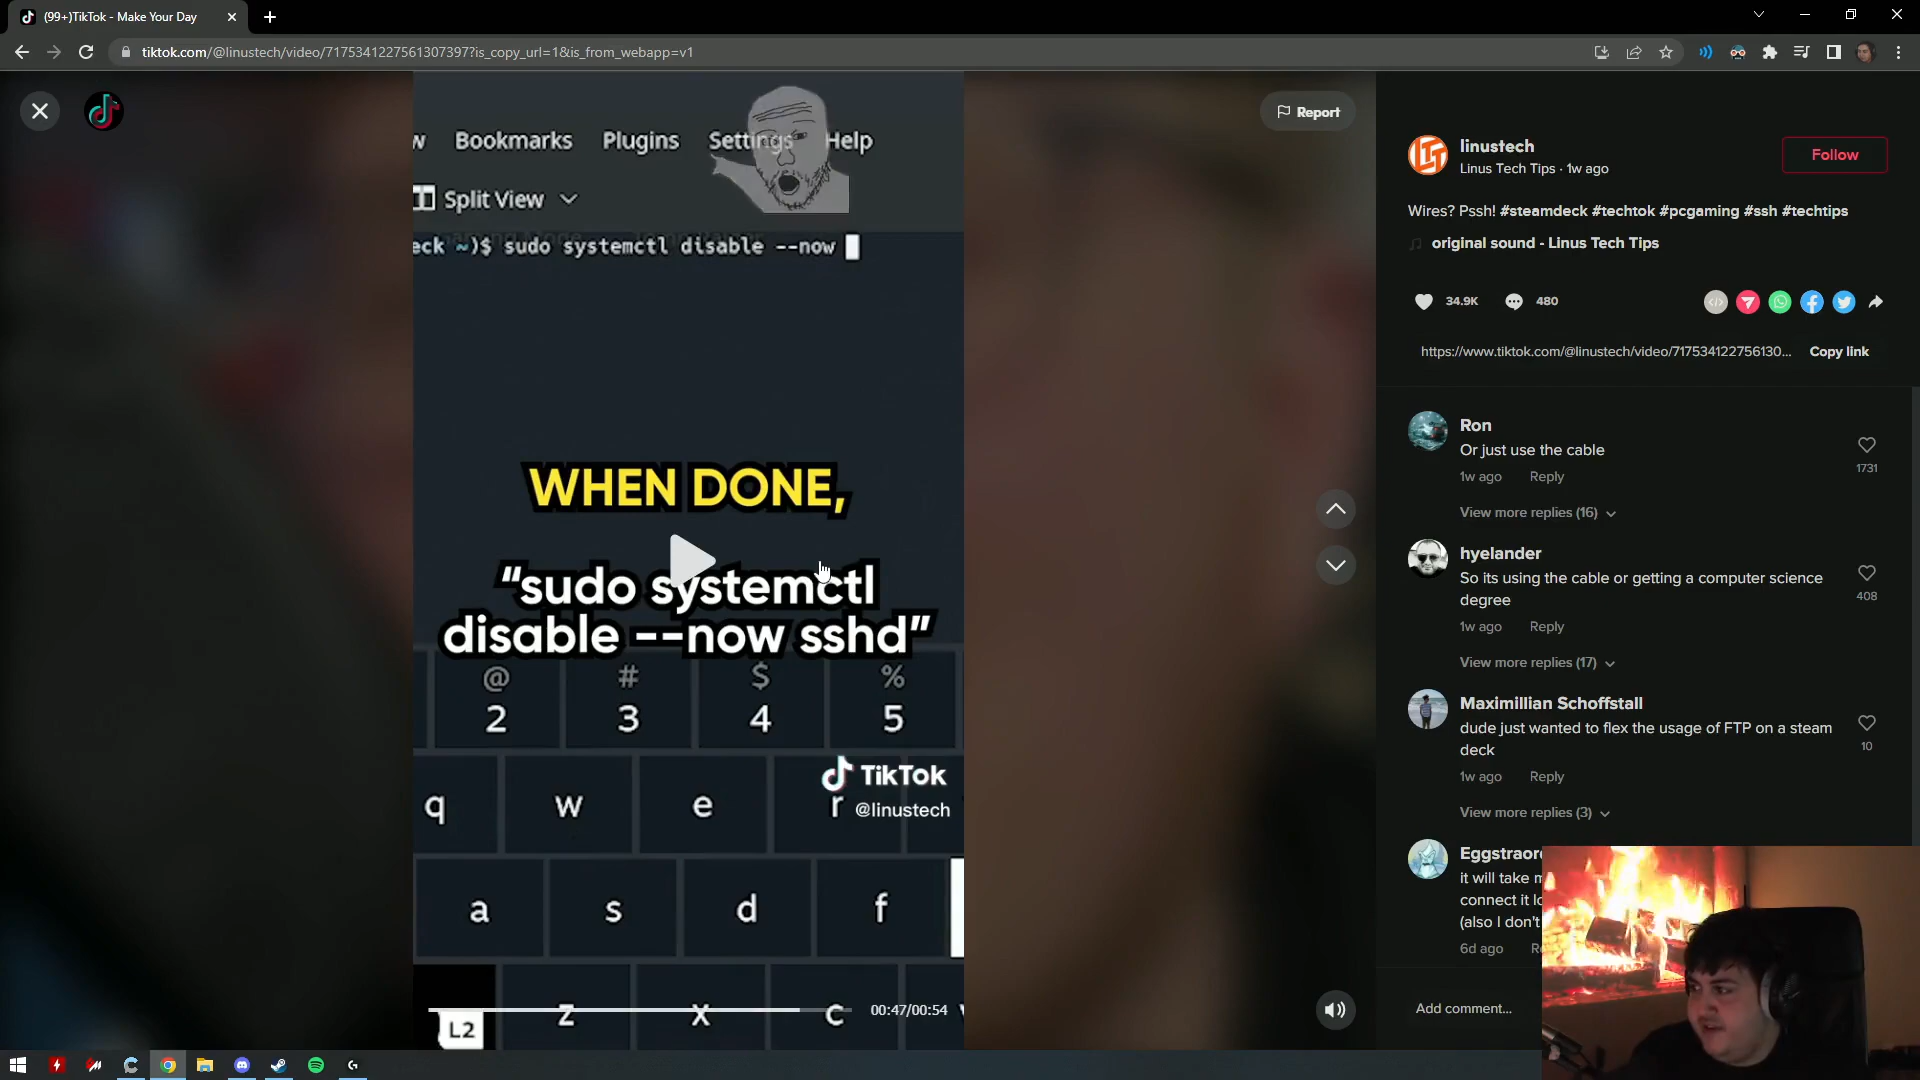 (99+)TikTok - Make Your Day
tiktok.com/@linustech/video/7175341227561307397?is_copy_url=1&is_from_webapp=v1
Report
Bookmarks Plugins Settings Help
Split View
eck ~)$ sudo systemctl disable --now
WHEN DONE,
“sudo systemctl
disable --now sshd”
@ # $ %
2 3 4 5
q w e r
TikTok
@linustech
a s d f
L2 z x c
00:47/00:54
linustech
Linus Tech Tips · 1w ago
Follow
Wires? Pssh! #steamdeck #techtok #pcgaming #ssh #techtips
original sound - Linus Tech Tips
34.9K 480
https://www.tiktok.com/@linustech/video/717534122756130... Copy link
Ron
Or just use the cable
1w ago Reply
1731
View more replies (16)
hyelander
So its using the cable or getting a computer science
degree
408
1w ago Reply
View more replies (17)
Maximillian Schoffstall
dude just wanted to flex the usage of FTP on a steam
deck
10
1w ago Reply
View more replies (3)
it will take
connect it
(also I don't
6d ago
Add comment...